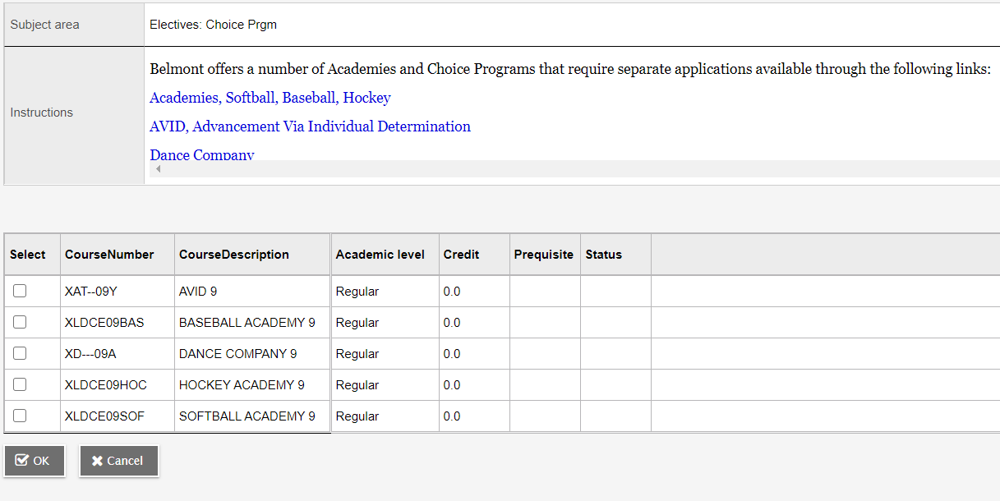 Subject area Electives: Choice Prgm
Belmont offers a number of Academies and Choice Programs that require separate applications available through the following links:
Academies, Softball, Baseball, Hockey
Instructions
AVID, Advancement Via Individual Determination
Dance Company
Select CourseNumber CourseDescription Academic level Credit Prequisite Status
XAT--09Y AVID 9 Regular 0.0
XLDCE09BAS BASEBALL ACADEMY 9 Regular 0.0
XD---09A DANCE COMPANY 9 Regular 0.0
XLDCE09HOC HOCKEY ACADEMY 9 Regular 0.0
XLDCE09SOF SOFTBALL ACADEMY 9 Regular 0.0
OK Cancel